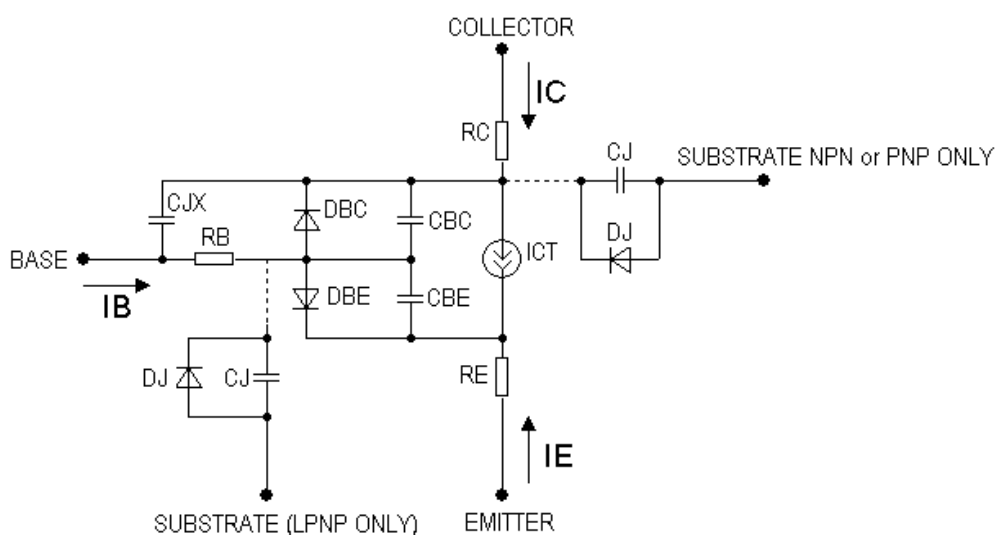 COLLECTOR
IC
RC
CJ
SUBSTRATE NPN or PNP ONLY
CJX
DBC
CBC
DJ
RB
ICT
BASE
IB
DBE
CBE
DJ
CJ
RE
IE
SUBSTRATE (LPNP ONLY)
EMITTER